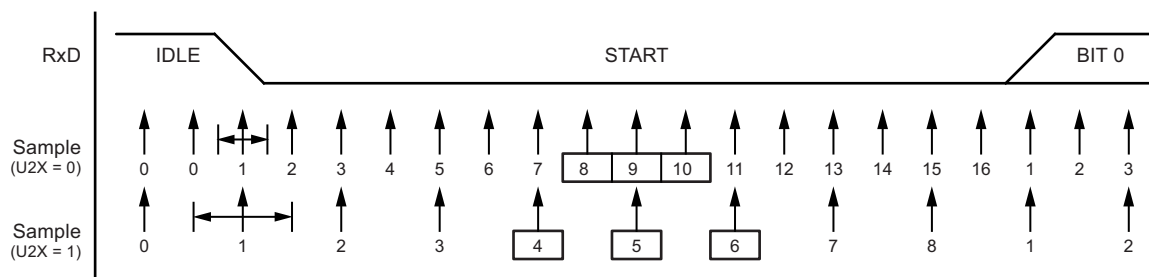 RxD IDLE START BIT 0
Sample
(U2X = 0)
0 0 1 2 3 4 5 6 7 8 9 10 11 12 13 14 15 16 1 2 3
Sample
(U2X = 1)
0 1 2 3 4 5 6 7 8 1 2